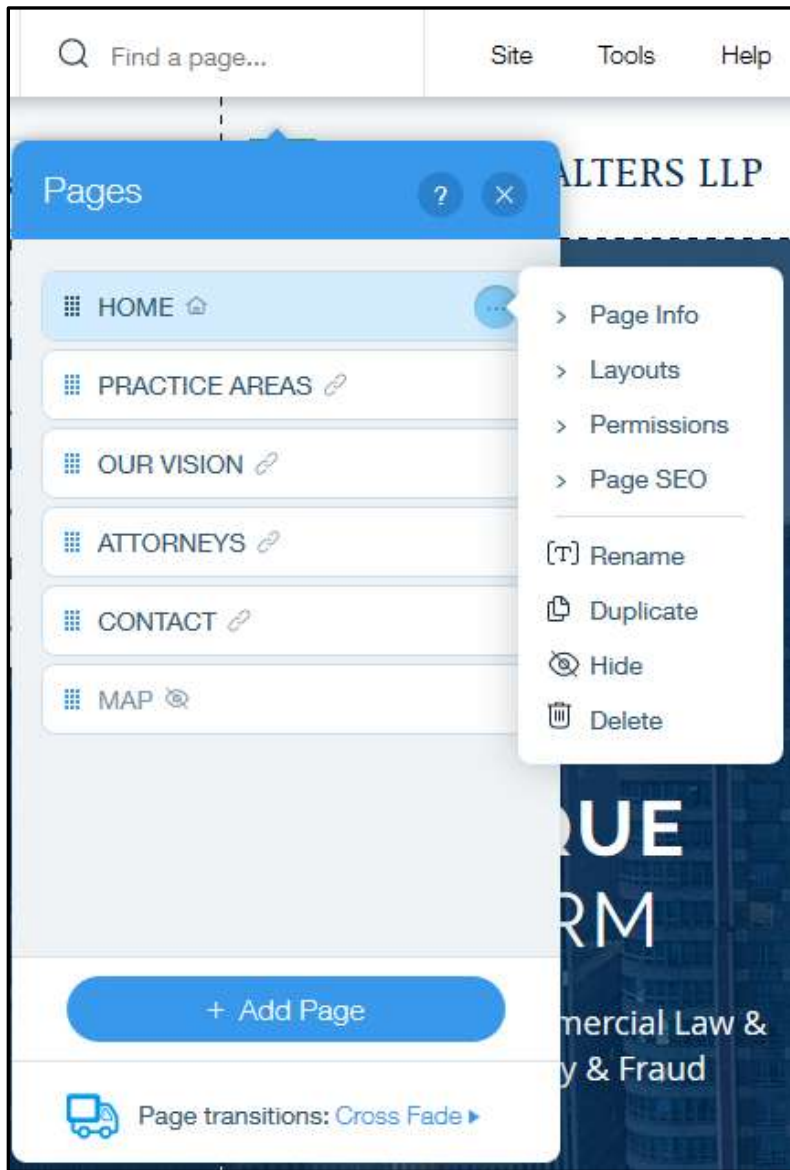 Find a page...
Site
Tools
Help
ALTERS LLP
Pages
?
HOME
PRACTICE AREAS
OUR VISION
ATTORNEYS
CONTACT
MAP
> Page Info
> Layouts
> Permissions
> Page SEO
[T] Rename
Duplicate
Hide
Delete
QUE
RM
mercial Law &
y & Fraud
+ Add Page
Page transitions: Cross Fade